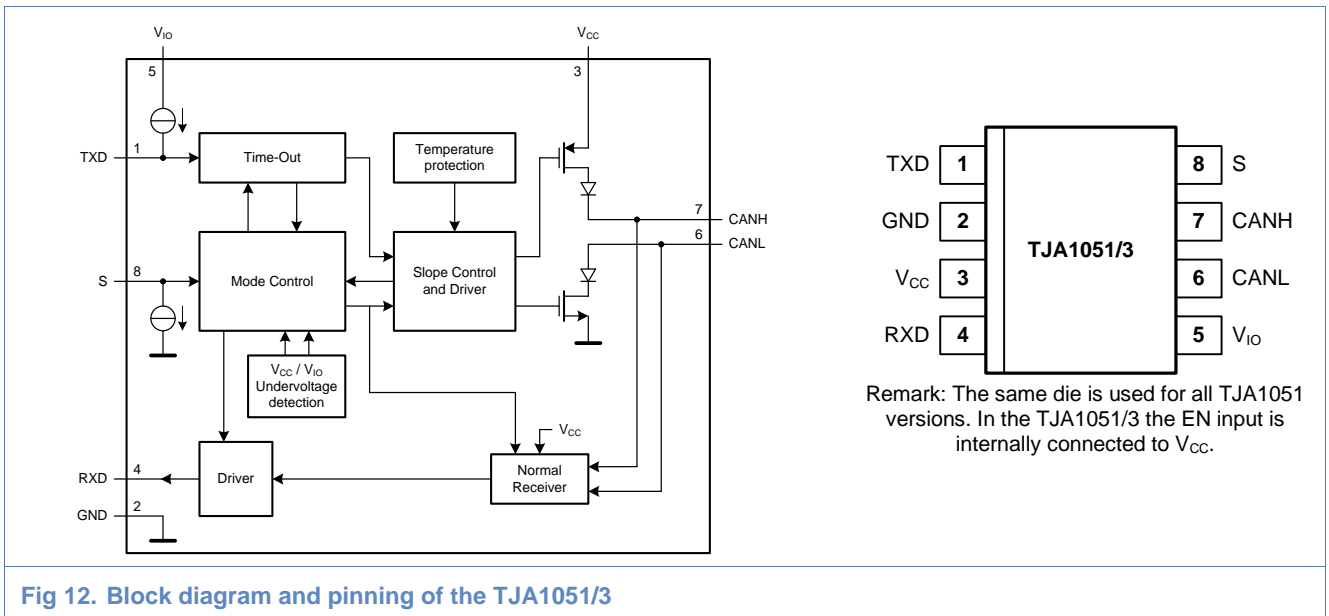 VIO
VCC
5
3
TXD
1
Time-Out
Temperature
protection
7
CANH
6
CANL
S
8
Mode Control
Slope Control
and Driver
VCC / VIO
Undervoltage
detection
VCC
RXD
4
Driver
Normal
Receiver
GND
2
TXD 1
8 S
GND 2
7 CANH
TJA1051/3
VCC 3
6 CANL
RXD 4
5 VIO
Remark: The same die is used for all TJA1051
versions. In the TJA1051/3 the EN input is
internally connected to VCC.
Fig 12. Block diagram and pinning of the TJA1051/3